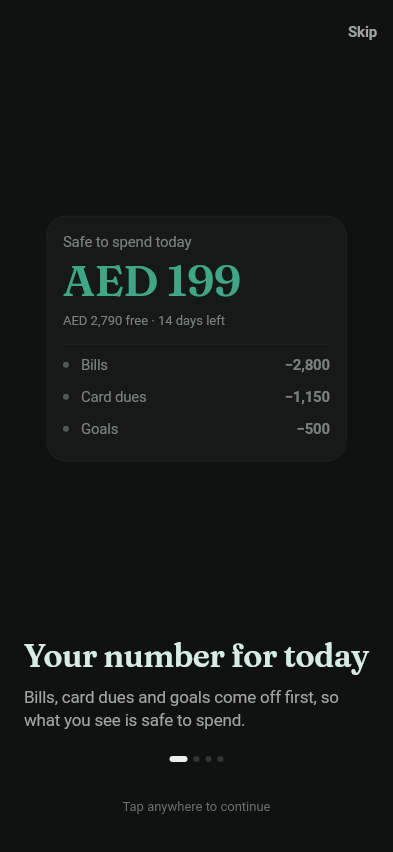 Skip
Safe to spend today
AED 199
AED 2,790 free · 14 days left
Bills −2,800
Card dues −1,150
Goals −500
Your number for today
Bills, card dues and goals come off first, so
what you see is safe to spend.
Tap anywhere to continue